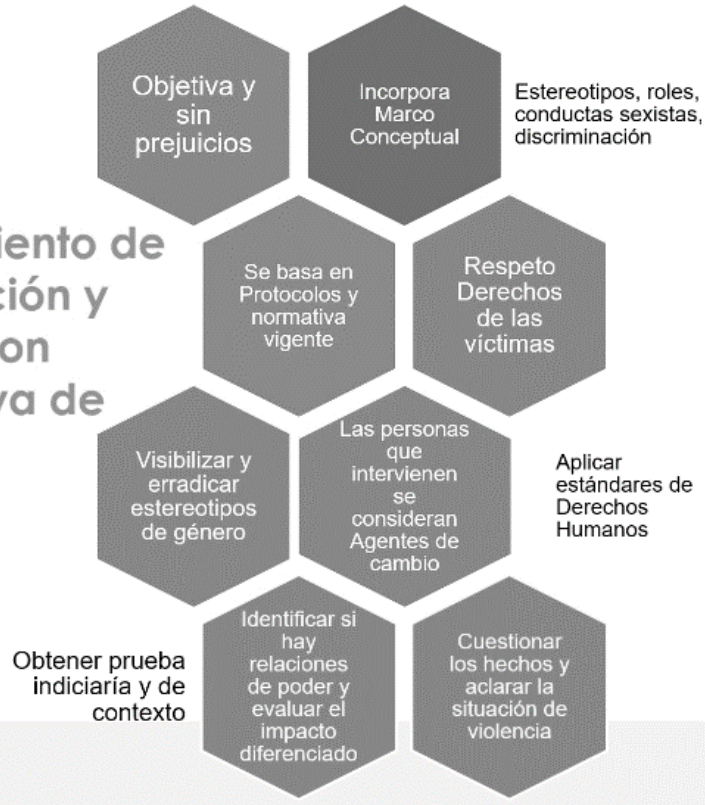 Objetiva y
sin
prejuicios
Incorpora
Marco
Conceptual
Estereotipos, roles,
conductas sexistas,
discriminación
iento de
ción y
on
va de
Se basa en
Protocolos y
normativa
vigente
Respeto
Derechos
de las
víctimas
Visibilizar y
erradicar
estereotipos
de género
Las personas
que
intervienen
se
consideran
Agentes de
cambio
Aplicar
estándares de
Derechos
Humanos
Obtener prueba
indiciaría y de
contexto
Identificar si
hay
relaciones
de poder y
evaluar el
impacto
diferenciado
Cuestionar
los hechos y
aclarar la
situación de
violencia